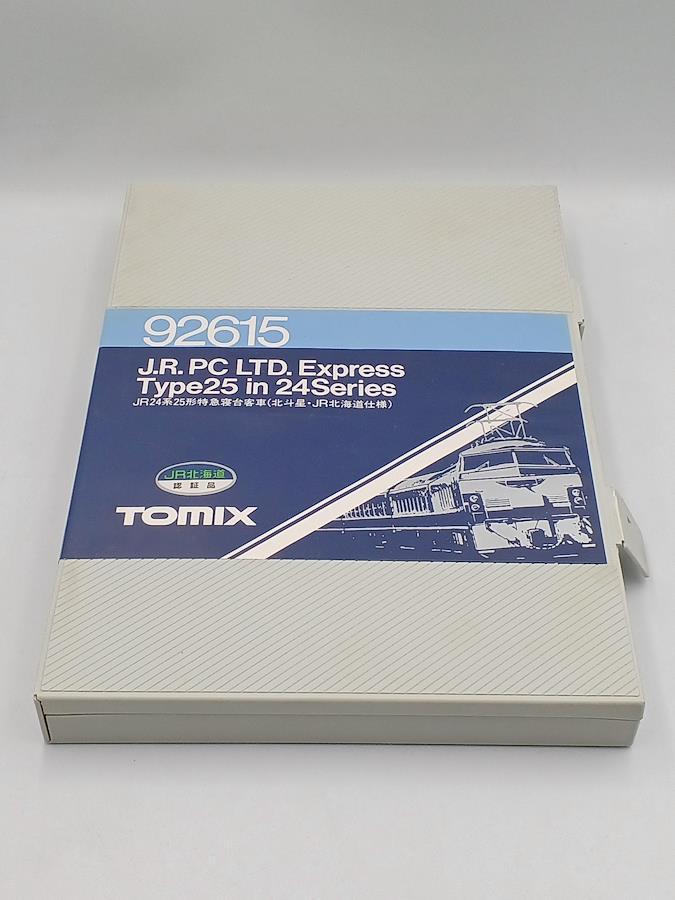 92615
J.R. PC LTD. Express
Type25 in 24Series
JR24系25形特急寝台客車(北斗星・JR北海道仕様)
JR北海道
認証品
TOMIX